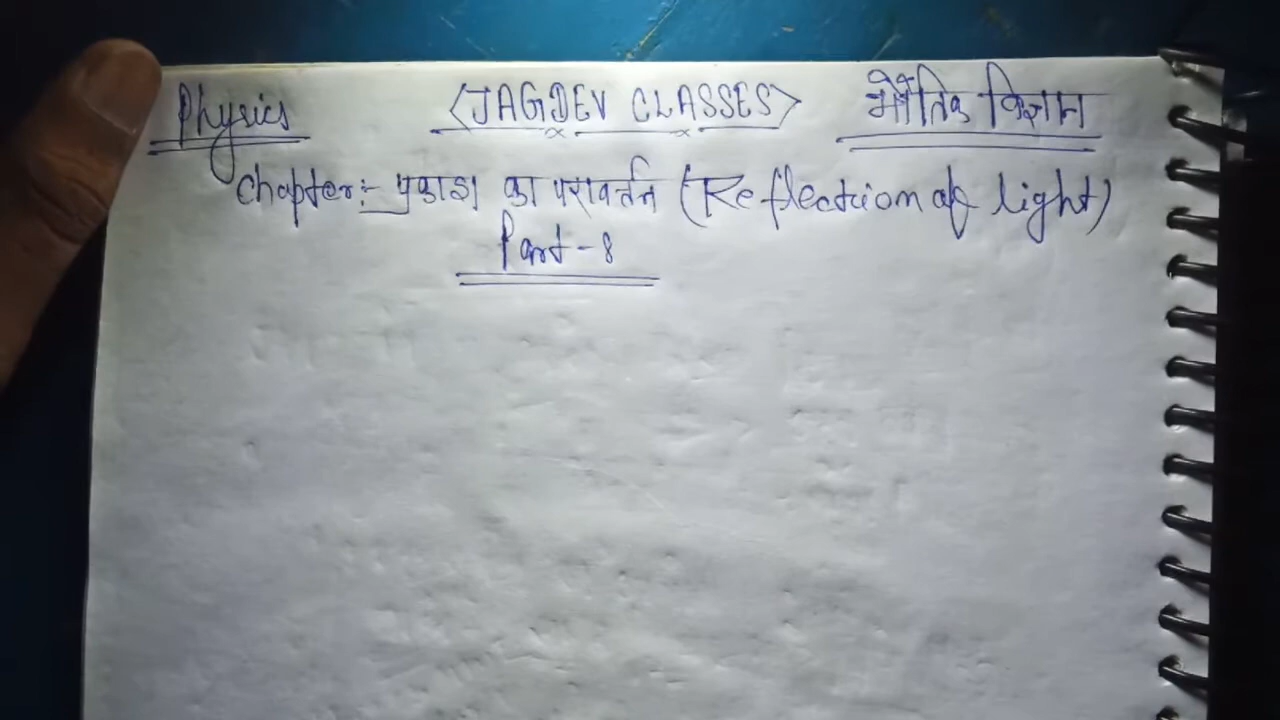 Physics <JAGDEV CLASSES> भौतिक विज्ञान
Chapter:- प्रकाश का परावर्तन (Reflection of light)
Part-8